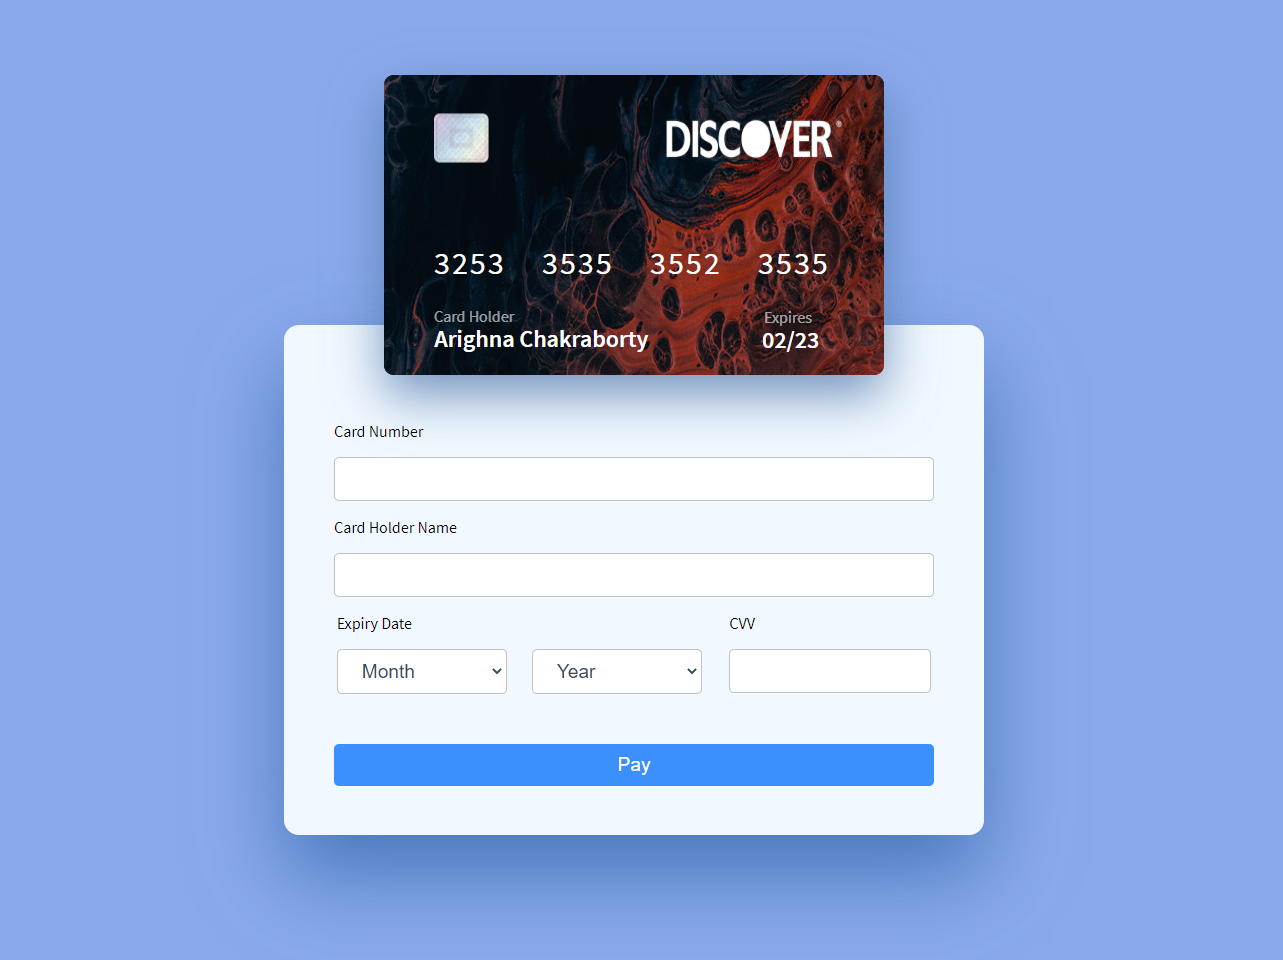 DISCOVER®
3253 3535 3552 3535
Card Holder Expires
Arighna Chakraborty 02/23
Card Number
Card Holder Name
Expiry Date CVV
Month Year
Pay